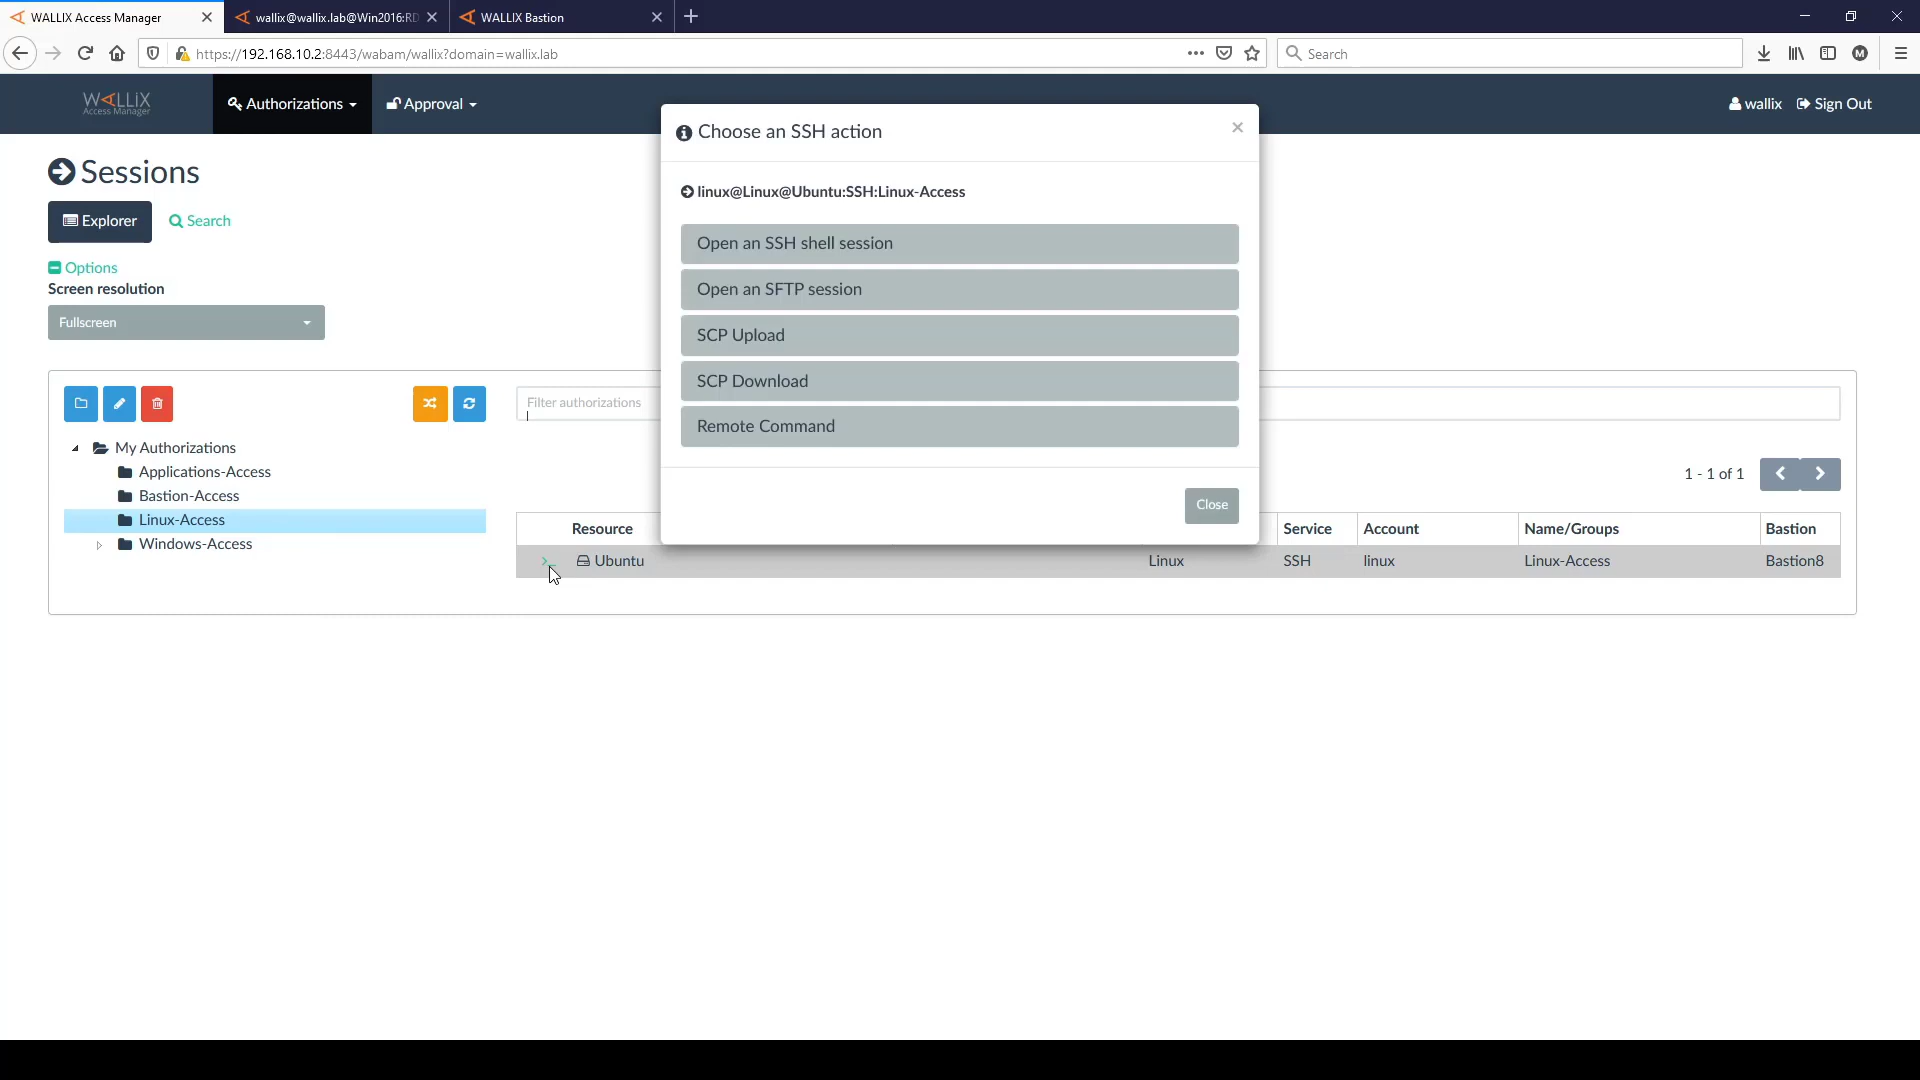 WALLIX Access Manager
wallix@wallix.lab@Win2016:RD
WALLIX Bastion
https://192.168.10.2:8443/wabam/wallix?domain=wallix.lab
Search
M
WALLIX
Access Manager
Authorizations
Approval
wallix
Sign Out
Sessions
Explorer
Search
Options
Screen resolution
Fullscreen
My Authorizations
Applications-Access
Bastion-Access
Linux-Access
Windows-Access
Choose an SSH action
linux@Linux@Ubuntu:SSH:Linux-Access
Open an SSH shell session
Open an SFTP session
SCP Upload
SCP Download
Remote Command
Close
Filter authorizations
1 - 1 of 1
Resource Service Account Name/Groups Bastion
Ubuntu Linux SSH linux Linux-Access Bastion8